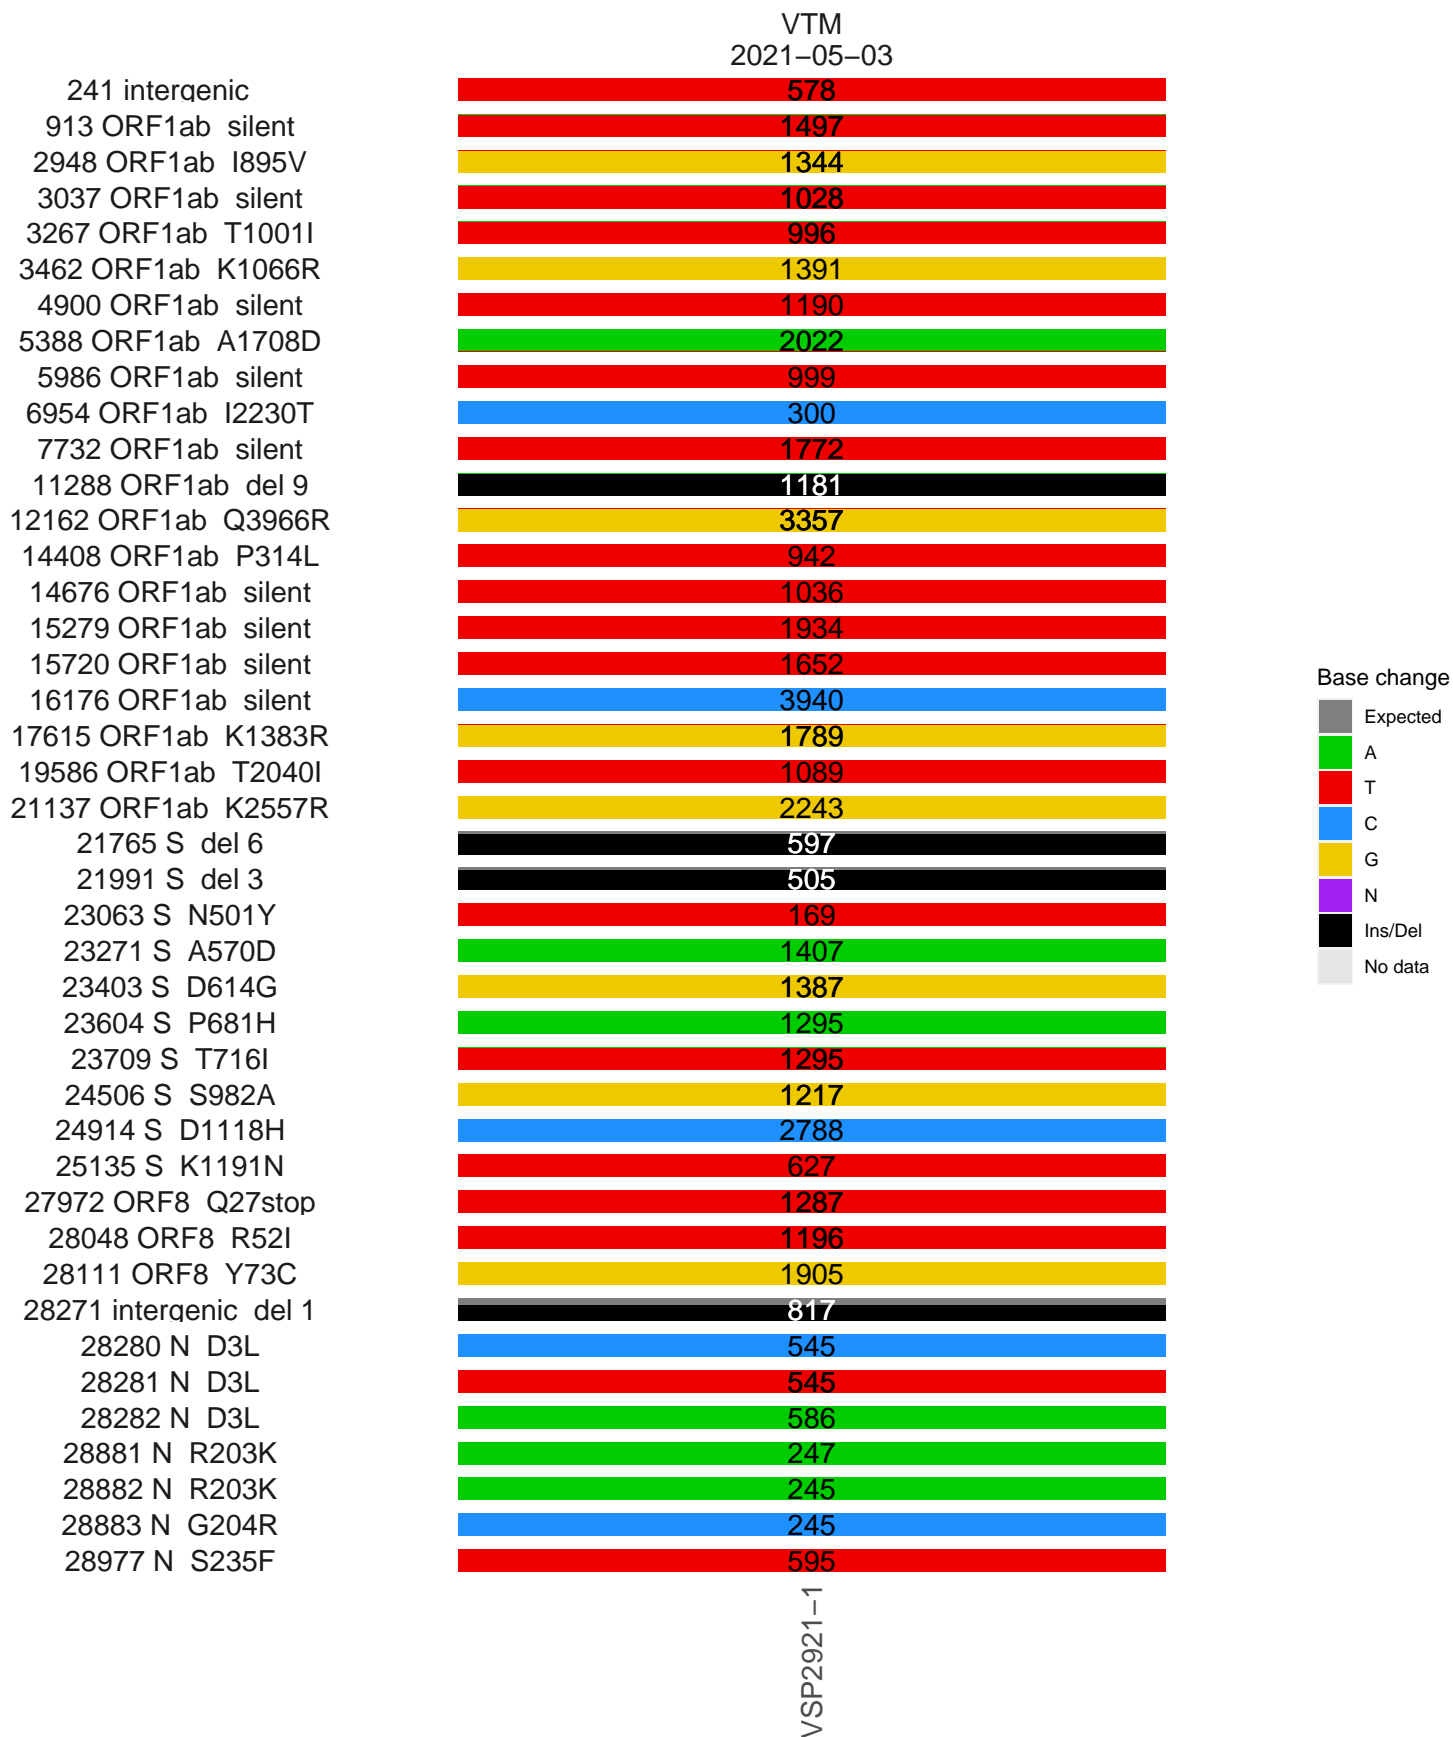 VTM
2021−05−03
241 intergenic 578
913 ORF1ab silent 1497
2948 ORF1ab I895V 1344
3037 ORF1ab silent 1028
3267 ORF1ab T1001I 996
3462 ORF1ab K1066R 1391
4900 ORF1ab silent 1190
5388 ORF1ab A1708D 2022
5986 ORF1ab silent 999
6954 ORF1ab I2230T 300
7732 ORF1ab silent 1772
11288 ORF1ab del 9 1181
12162 ORF1ab Q3966R 3357
14408 ORF1ab P314L 942
14676 ORF1ab silent 1036
15279 ORF1ab silent 1934
15720 ORF1ab silent 1652
16176 ORF1ab silent 3940
17615 ORF1ab K1383R 1789
19586 ORF1ab T2040I 1089
21137 ORF1ab K2557R 2243
21765 S del 6 597
21991 S del 3 505
23063 S N501Y 169
23271 S A570D 1407
23403 S D614G 1387
23604 S P681H 1295
23709 S T716I 1295
24506 S S982A 1217
24914 S D1118H 2788
25135 S K1191N 627
27972 ORF8 Q27stop 1287
28048 ORF8 R52I 1196
28111 ORF8 Y73C 1905
28271 intergenic del 1 817
28280 N D3L 545
28281 N D3L 545
28282 N D3L 586
28881 N R203K 247
28882 N R203K 245
28883 N G204R 245
28977 N S235F 595
VSP2921−1
Base change
Expected
A
T
C
G
N
Ins/Del
No data